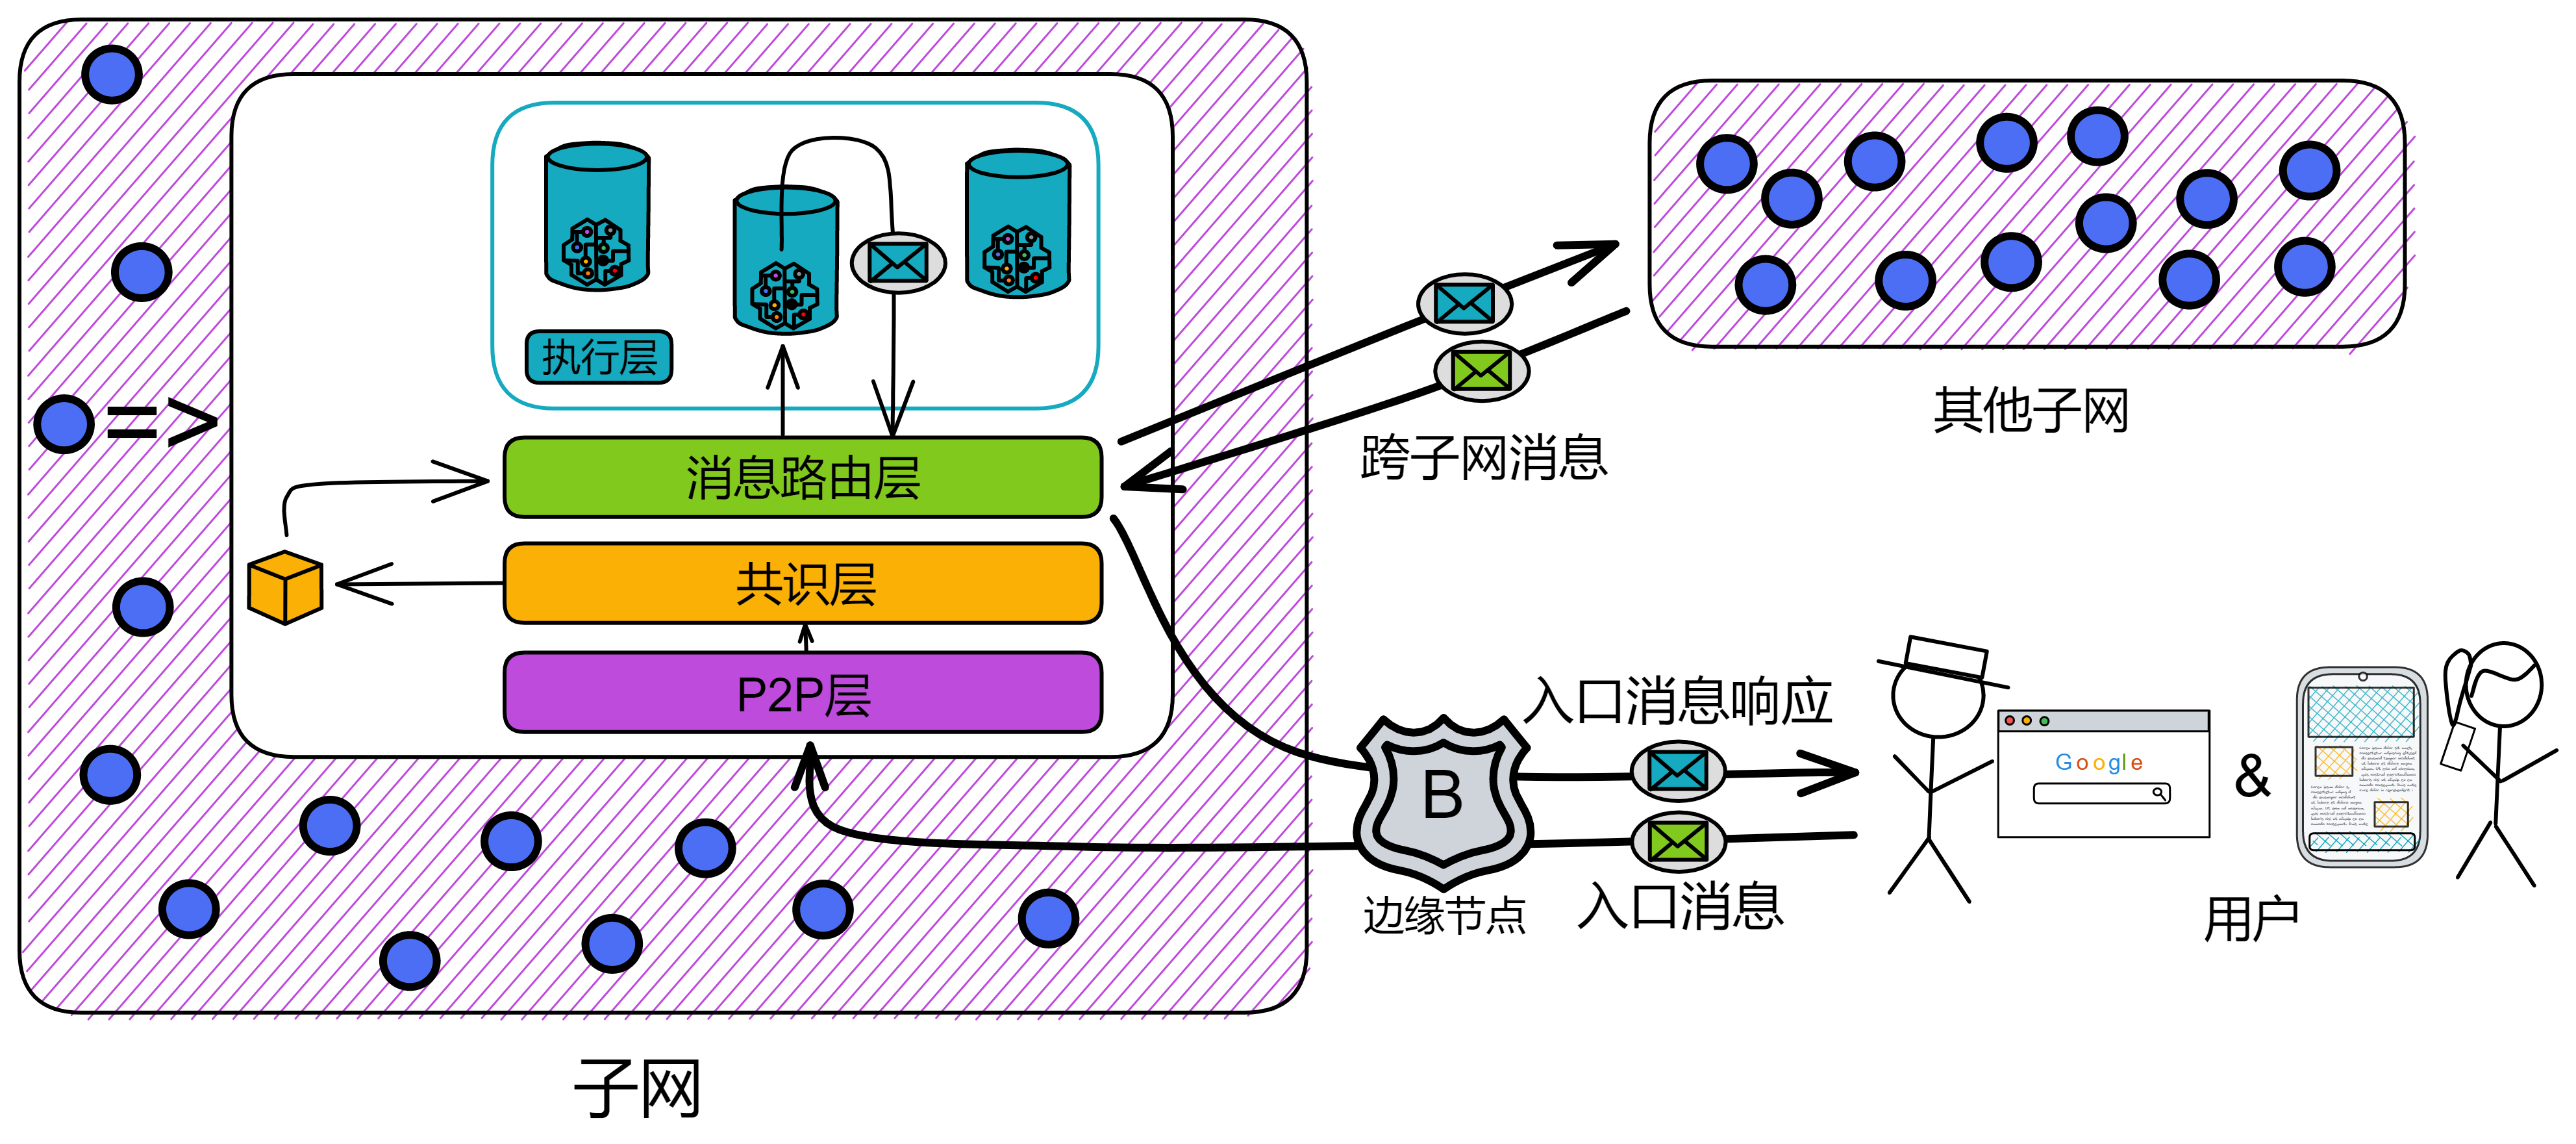 执行层
=>
消息路由层
共识层
P2P层
子网
其他子网
跨子网消息
入口消息响应
B
边缘节点
入口消息
Google
&
用户